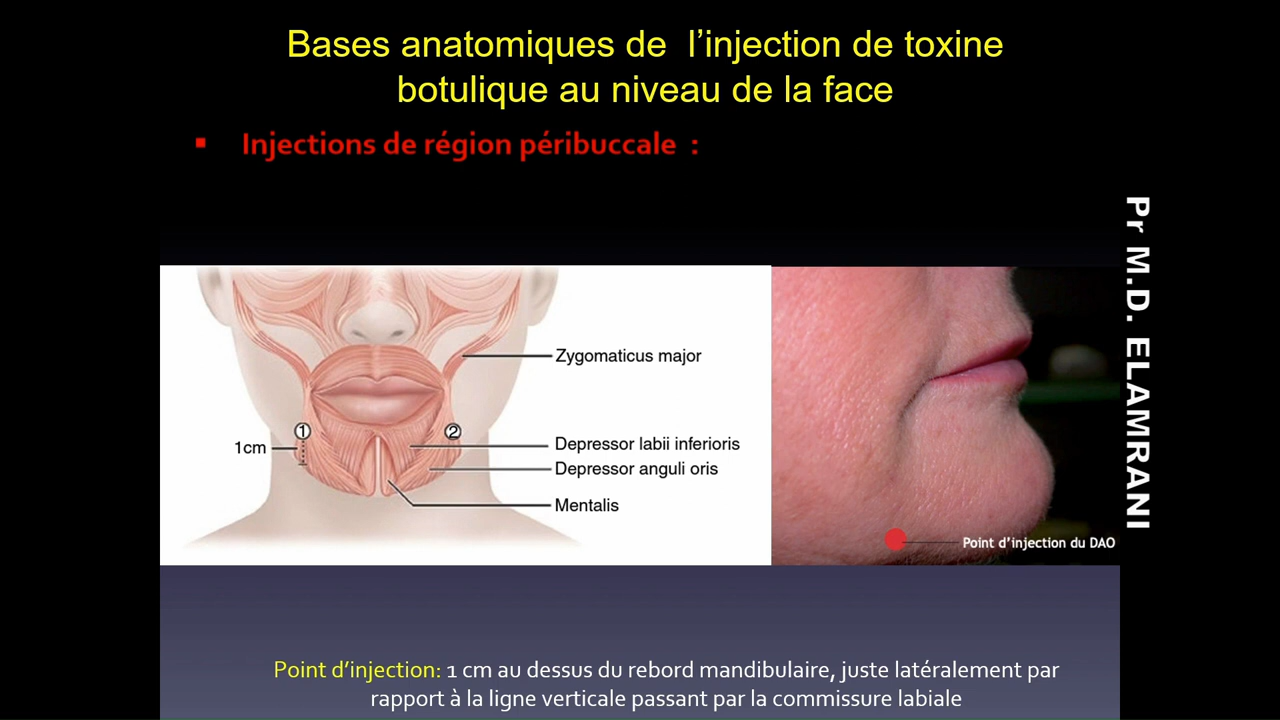 Bases anatomiques de  l’injection de toxine
botulique au niveau de la face
▪ Injections de région péribuccale  :
Pr M.D. ELAMRANI
Zygomaticus major
1
2
1cm
Depressor labii inferioris
Depressor anguli oris
Mentalis
Point d’injection du DAO
Point d’injection: 1 cm au dessus du rebord mandibulaire, juste latéralement par
rapport à la ligne verticale passant par la commissure labiale